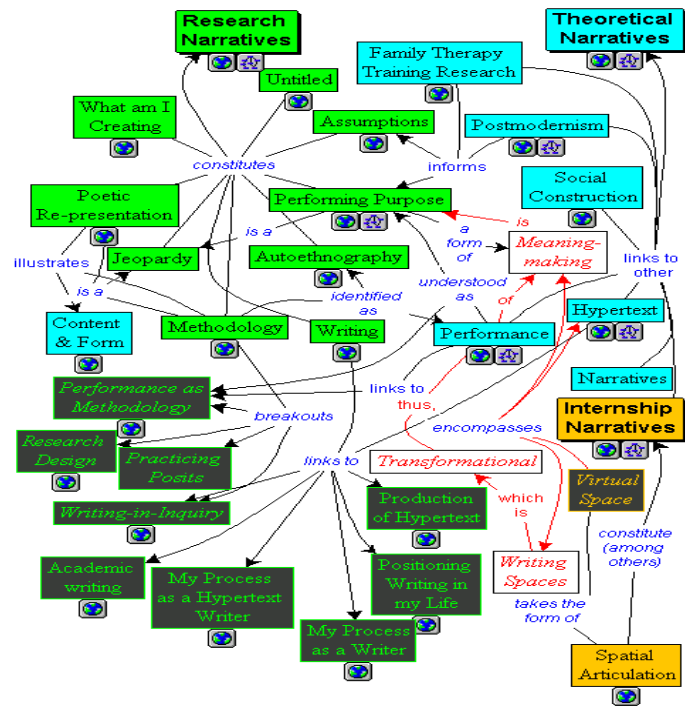 Research
Narratives
Theoretical
Narratives
Family Therapy
Training Research
Untitled
What am I
Creating
Assumptions
Postmodernism
constitutes
informs
Poetic
Re-presentation
Performing Purpose
Social
Construction
is a
a
form
of
is
Meaning-
making
Jeopardy
Autoethnography
links to
other
illustrates
is a
identified
as
understood
as
of
Content
& Form
Methodology
Writing
Performance
Hypertext
Performance as
Methodology
links to
thus,
Narratives
breakouts
encompasses
Internship
Narratives
Research
Design
Practicing
Posits
links to
Transformational
Virtual
Space
Writing-in-Inquiry
Production
of Hypertext
which
is
constitute
(among
others)
Academic
writing
My Process
as a Hypertext
Writer
Positioning
Writing in
my Life
Writing
Spaces
takes the
form of
My Process
as a Writer
Spatial
Articulation